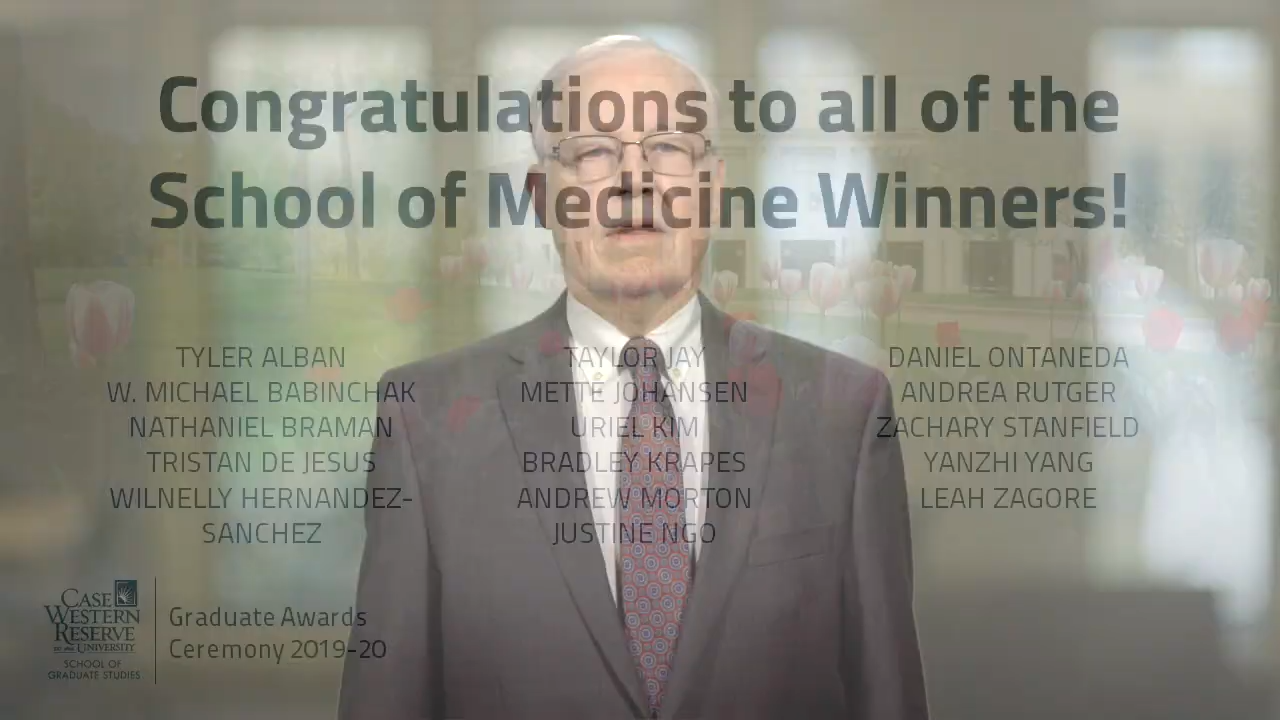 Congratulations to all of the
School of Medicine Winners!
TYLER ALBAN
W. MICHAEL BABINCHAK
NATHANIEL BRAMAN
TRISTAN DE JESUS
WILNELLY HERNANDEZ-
SANCHEZ
TAYLOR JAY
METTE JOHANSEN
URIEL KIM
BRADLEY KRAPES
ANDREW MORTON
JUSTINE NGO
DANIEL ONTANEDA
ANDREA RUTGER
ZACHARY STANFIELD
YANZHI YANG
LEAH ZAGORE
CASE
WESTERN
RESERVE
UNIVERSITY
SCHOOL OF
GRADUATE STUDIES
Graduate Awards
Ceremony 2019-20